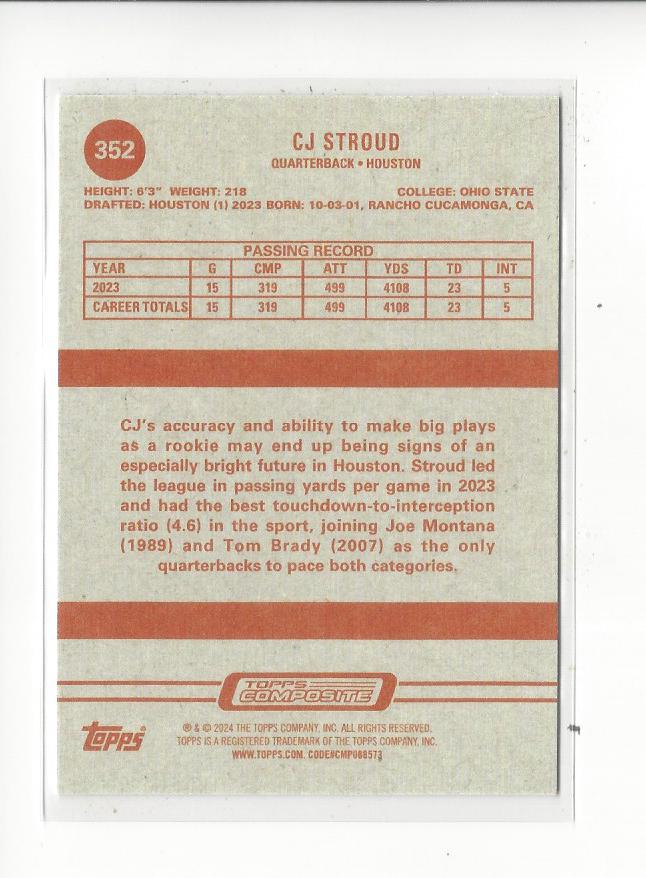 352
CJ STROUD
QUARTERBACK • HOUSTON
HEIGHT: 6'3" WEIGHT: 218 COLLEGE: OHIO STATE
DRAFTED: HOUSTON (1) 2023 BORN: 10-03-01, RANCHO CUCAMONGA, CA
PASSING RECORD
YEAR G CMP ATT YDS TD INT
2023 15 319 499 4108 23 5
CAREER TOTALS 15 319 499 4108 23 5
CJ's accuracy and ability to make big plays
as a rookie may end up being signs of an
especially bright future in Houston. Stroud led
the league in passing yards per game in 2023
and had the best touchdown-to-interception
ratio (4.6) in the sport, joining Joe Montana
(1989) and Tom Brady (2007) as the only
quarterbacks to pace both categories.
TOPPS
COMPOSITE
topps®
® & © 2024 THE TOPPS COMPANY, INC. ALL RIGHTS RESERVED.
TOPPS IS A REGISTERED TRADEMARK OF THE TOPPS COMPANY, INC.
WWW.TOPPS.COM. CODE#CMP088573